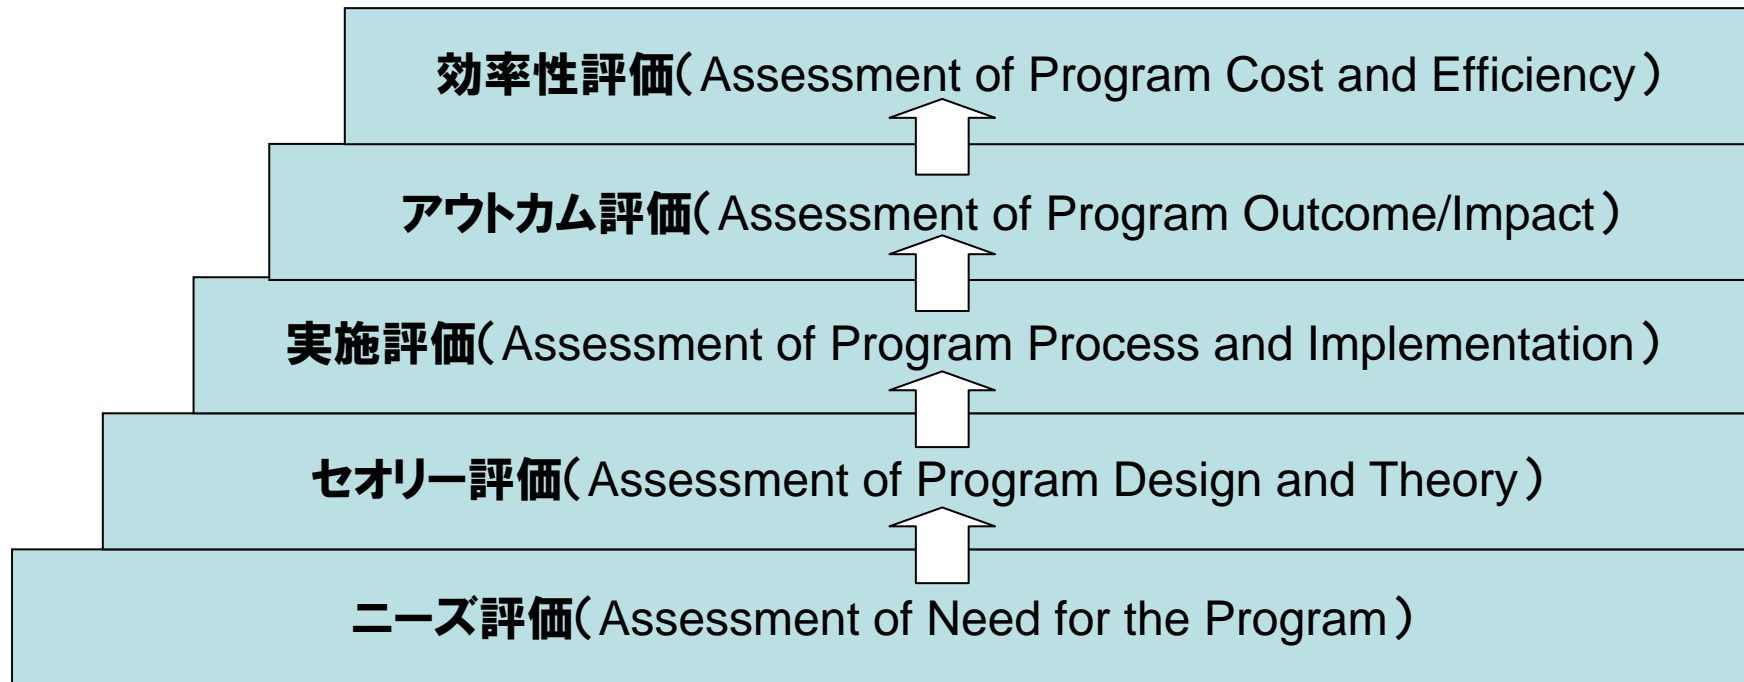 効率性評価（Assessment of Program Cost and Efficiency）
アウトカム評価（Assessment of Program Outcome/Impact）
実施評価（Assessment of Program Process and Implementation）
セオリー評価（Assessment of Program Design and Theory）
ニーズ評価（Assessment of Need for the Program）